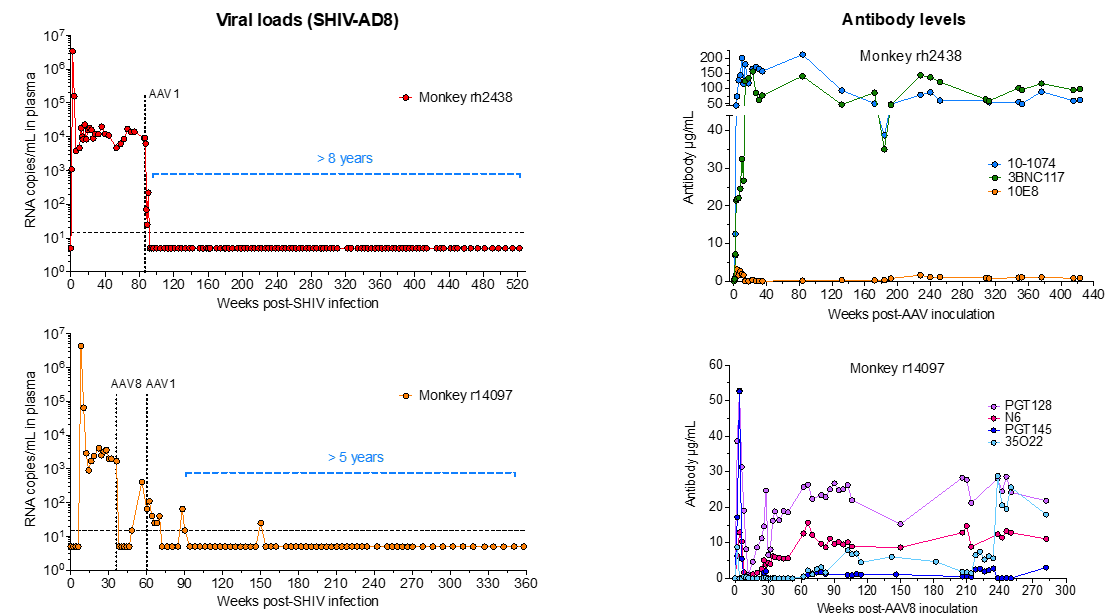 Viral loads (SHIV-AD8)
RNA copies/mL in plasma
10^7
10^6
10^5
10^4
10^3
10^2
10^1
10^0
AAV1
Monkey rh2438
> 8 years
0 40 80 120 160 200 240 280 320 360 400 440 480 520
Weeks post-SHIV infection
Antibody levels
Monkey rh2438
Antibody µg/mL
200
150
100
50
40
30
20
10
0
10-1074
3BNC117
10E8
0 40 80 120 160 200 240 280 320 360 400 440
Weeks post-AAV inoculation
RNA copies/mL in plasma
10^7
10^6
10^5
10^4
10^3
10^2
10^1
10^0
AAV8 AAV1
Monkey r14097
> 5 years
0 30 60 90 120 150 180 210 240 270 300 330 360
Weeks post-SHIV infection
Monkey r14097
Antibody µg/mL
60
50
40
30
20
10
0
PGT128
N6
PGT145
35O22
0 30 60 90 120 150 180 210 240 270 300
Weeks post-AAV8 inoculation